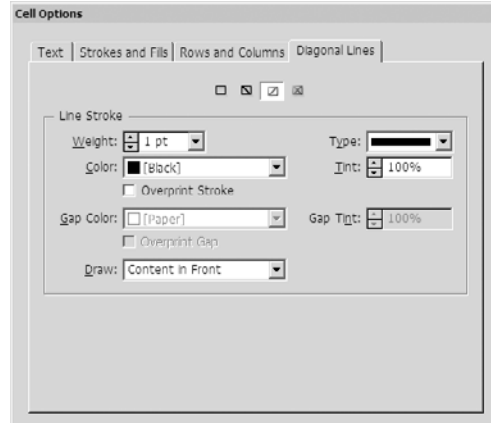 Cell Options
Text Strokes and Fills Rows and Columns Diagonal Lines
Line Stroke
Weight: 1 pt Type:
Color: [Black] Tint: 100%
Overprint Stroke
Gap Color: [Paper] Gap Tint: 100%
Overprint Gap
Draw: Content in Front